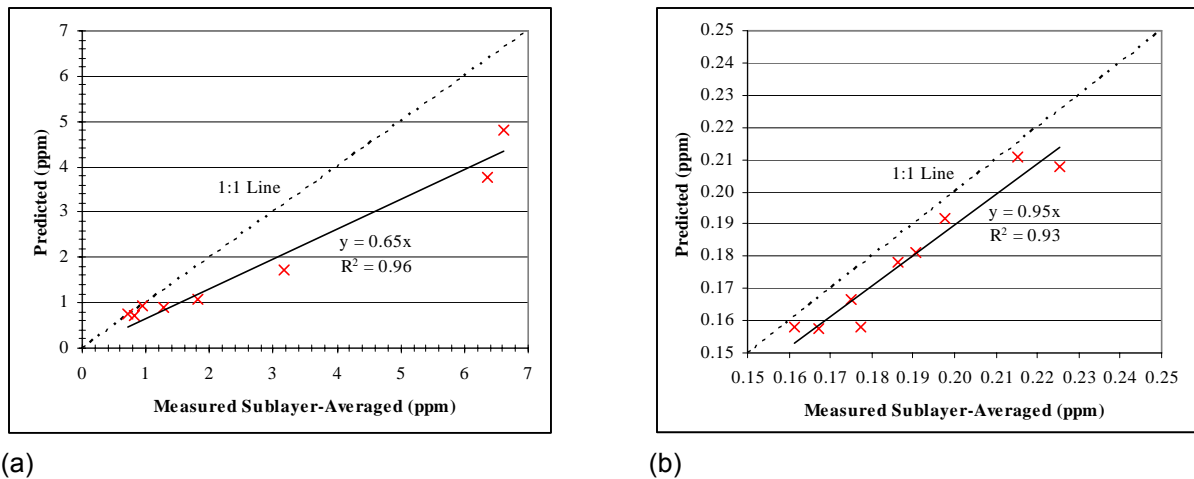 7
6
5
4
3
2
1
0
Predicted (ppm)
1:1 Line
y = 0.65x
R² = 0.96
0 1 2 3 4 5 6 7
Measured Sublayer-Averaged (ppm)
(a)
0.25
0.24
0.23
0.22
0.21
0.20
0.19
0.18
0.17
0.16
0.15
Predicted (ppm)
1:1 Line
y = 0.95x
R² = 0.93
0.15 0.16 0.17 0.18 0.19 0.20 0.21 0.22 0.23 0.24 0.25
Measured Sublayer-Averaged (ppm)
(b)